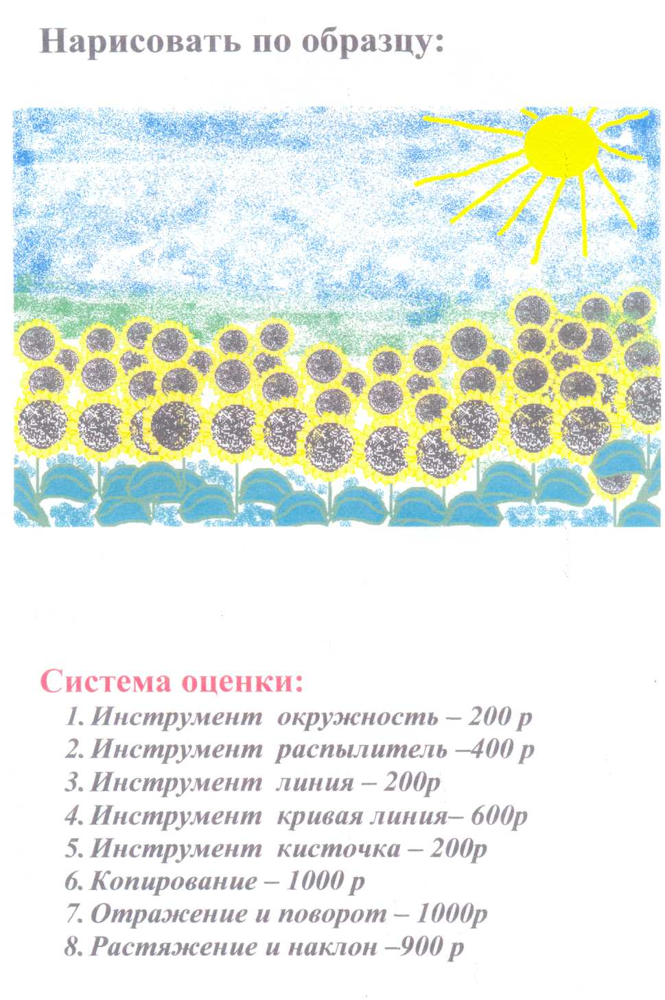 Нарисовать по образцу:
Система оценки:
1. Инструмент окружность – 200 р
2. Инструмент распылитель –400 р
3. Инструмент линия – 200р
4. Инструмент кривая линия– 600р
5. Инструмент кисточка – 200р
6. Копирование – 1000 р
7. Отражение и поворот – 1000р
8. Растяжение и наклон –900 р